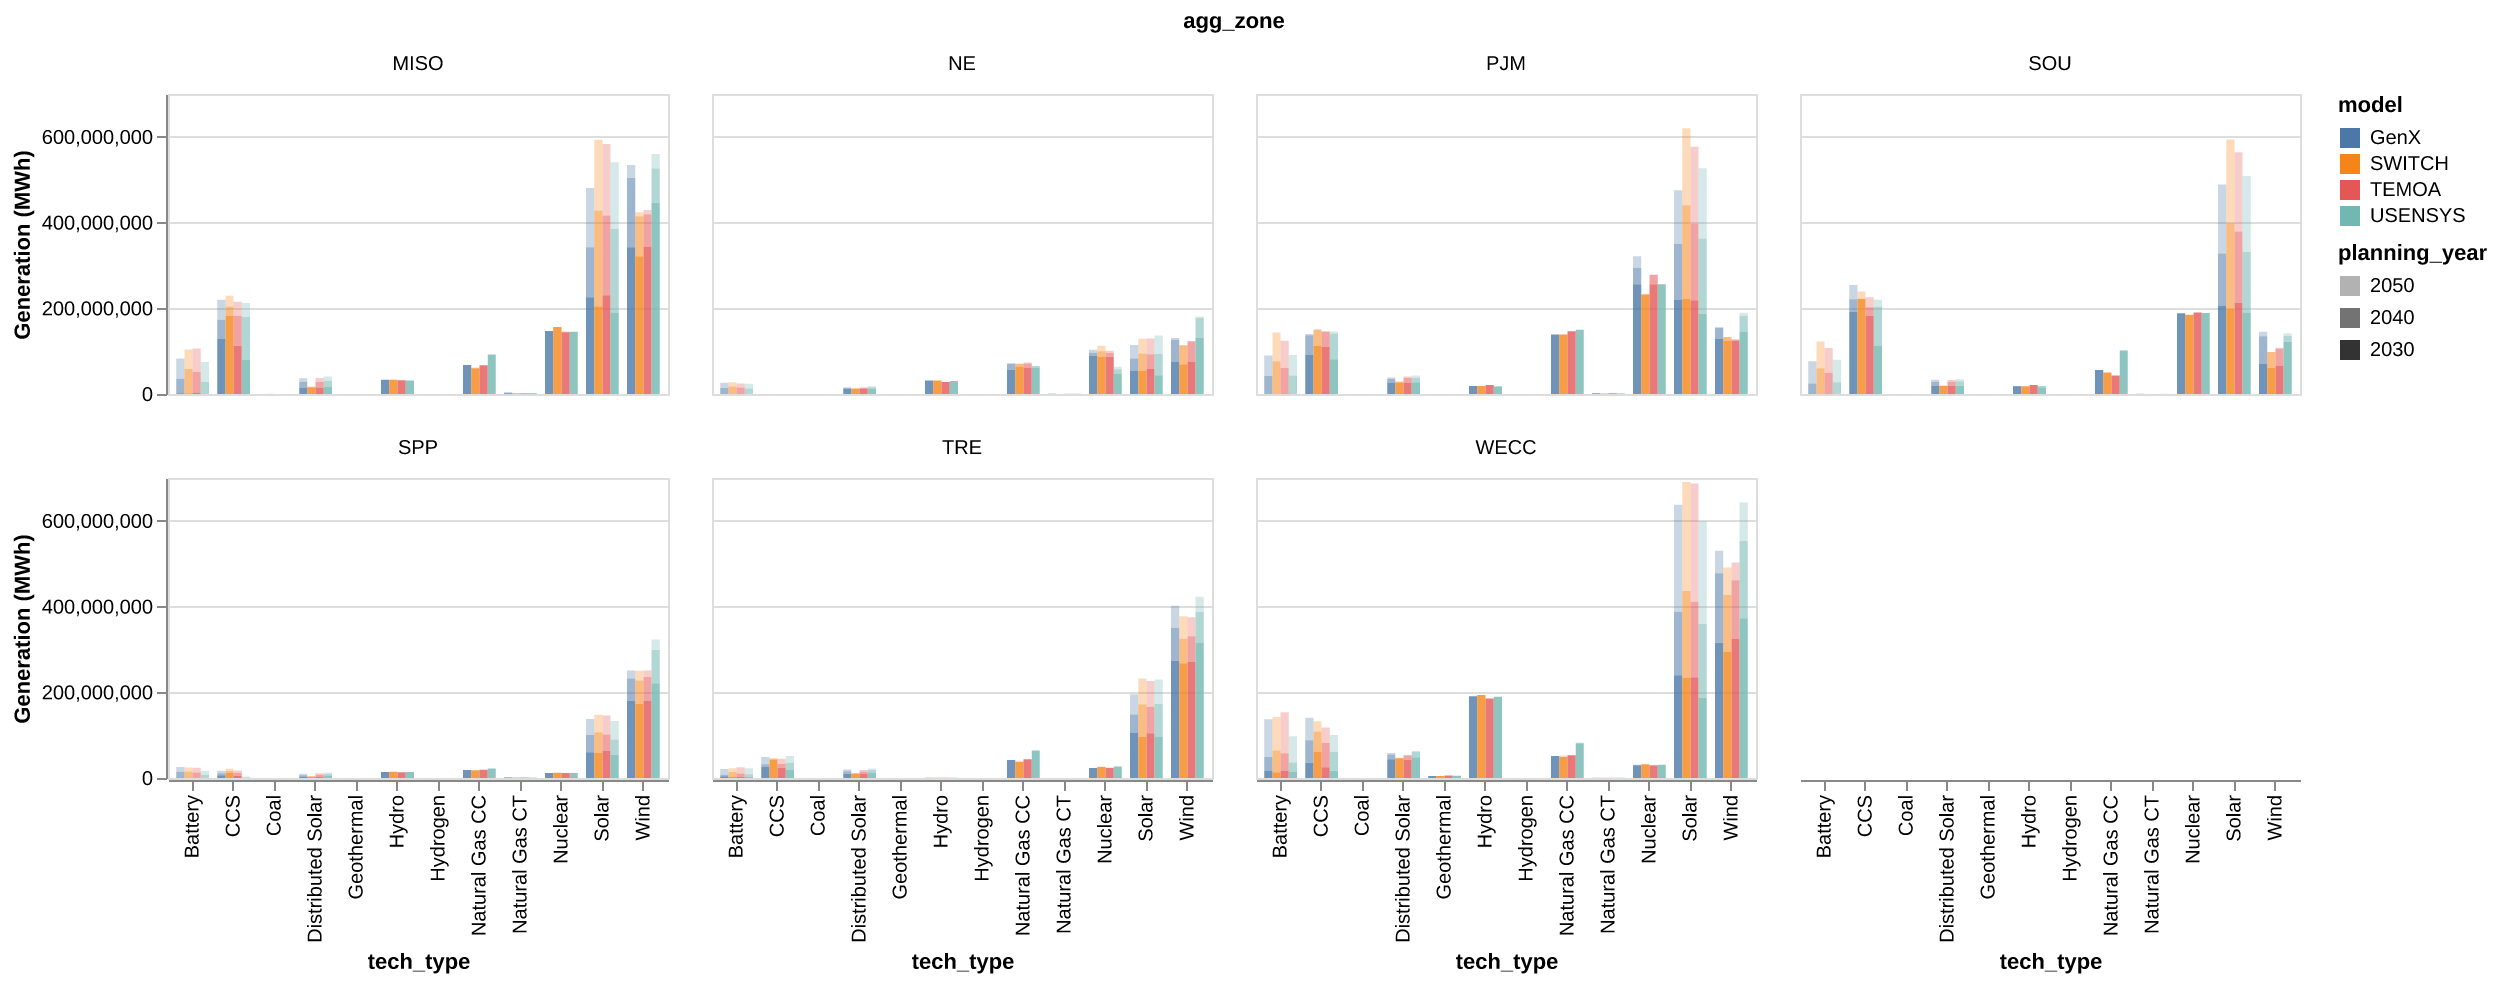 agg_zone
MISO
NE
PJM
SOU
Generation (MWh)
600,000,000
400,000,000
200,000,000
0
model
GenX
SWITCH
TEMOA
USENSYS
planning_year
2050
2040
2030
SPP
TRE
WECC
Generation (MWh)
600,000,000
400,000,000
200,000,000
0
Battery
CCS
Coal
Distributed Solar
Geothermal
Hydro
Hydrogen
Natural Gas CC
Natural Gas CT
Nuclear
Solar
Wind
Battery
CCS
Coal
Distributed Solar
Geothermal
Hydro
Hydrogen
Natural Gas CC
Natural Gas CT
Nuclear
Solar
Wind
Battery
CCS
Coal
Distributed Solar
Geothermal
Hydro
Hydrogen
Natural Gas CC
Natural Gas CT
Nuclear
Solar
Wind
Battery
CCS
Coal
Distributed Solar
Geothermal
Hydro
Hydrogen
Natural Gas CC
Natural Gas CT
Nuclear
Solar
Wind
tech_type
tech_type
tech_type
tech_type